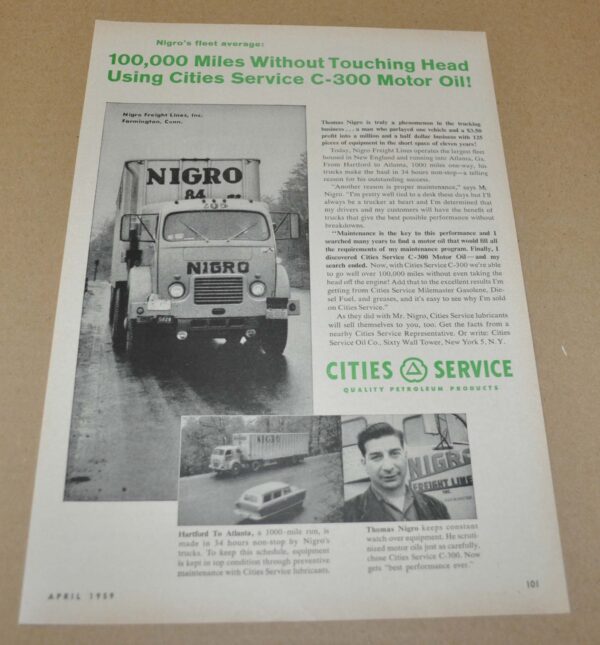 Nigro's fleet average:
100,000 Miles Without Touching Head
Using Cities Service C-300 Motor Oil!
Nigro Freight Lines, Inc.
Farmington, Conn.
NIGRO
84
NIGRO
Thomas Nigro is truly a phenomenon in the trucking
business . . . a man who parlayed one vehicle and a $3.50
profit into a million and a half dollar business with 125
pieces of equipment in the short space of eleven years!
Today, Nigro Freight Lines operates the largest fleet
housed in New England and running into Atlanta, Ga.
From Hartford to Atlanta, 1000 miles one-way, his
trucks make the haul in 34 hours non-stop—a telling
reason for his outstanding success.
"Another reason is proper maintenance," says Mr.
Nigro. "I'm pretty well tied to a desk these days but I'll
always be a trucker at heart and I'm determined that
my drivers and my customers will have the benefit of
trucks that give the best possible performance without
breakdowns.
"Maintenance is the key to this performance and I
searched many years to find a motor oil that would fill all
the requirements of my maintenance program. Finally, I
discovered Cities Service C-300 Motor Oil—and my
search ended. Now, with Cities Service C-300 we're able
to go well over 100,000 miles without even taking the
head off the engine! Add that to the excellent results I'm
getting from Cities Service Milemaster Gasolene, Die-
sel Fuel, and greases, and it's easy to see why I'm sold
on Cities Service."
As they did with Mr. Nigro, Cities Service lubricants
will sell themselves to you, too. Get the facts from a
nearby Cities Service Representative. Or write: Cities
Service Oil Co., Sixty Wall Tower, New York 5, N. Y.
CITIES SERVICE
QUALITY PETROLEUM PRODUCTS
NIGRO
NIGRO
FREIGHT LINES
INC.
Hartford To Atlanta, a 1000-mile run, is
made in 34 hours non-stop by Nigro's
trucks. To keep this schedule, equipment
is kept in top condition through preventive
maintenance with Cities Service lubricants.
Thomas Nigro keeps constant
watch over equipment. He scruti-
nized motor oils just as carefully,
chose Cities Service C-300. Now
gets "best performance ever."
APRIL 1959
101